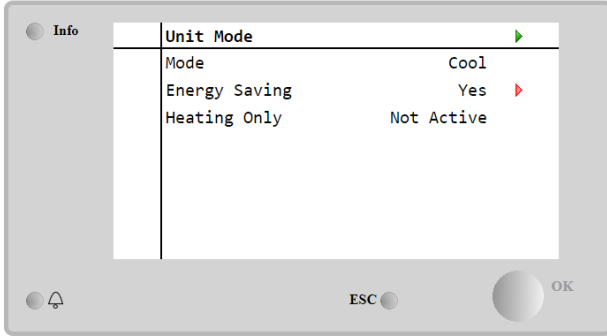 Info
Unit Mode
Mode Cool
Energy Saving Yes
Heating Only Not Active
ESC
OK